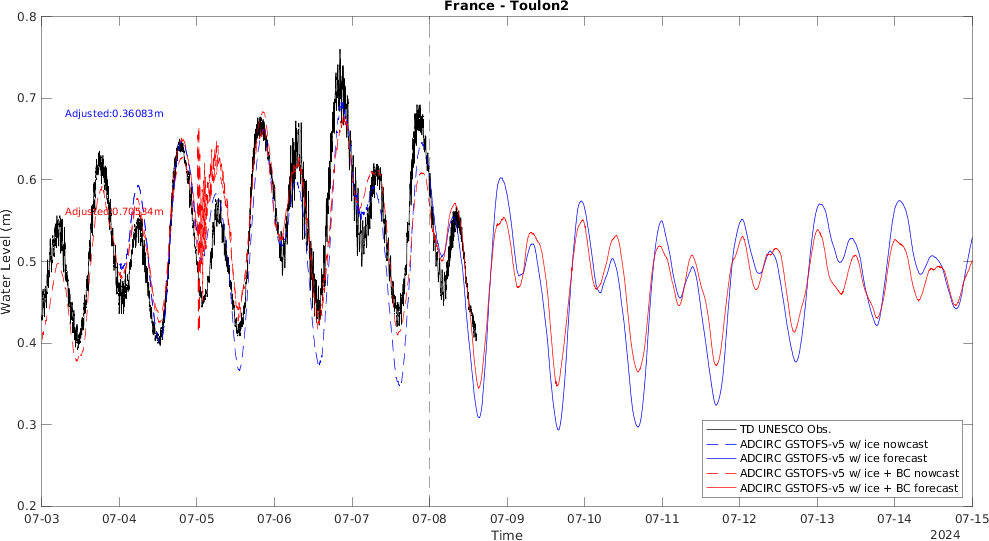 France - Toulon2
0.8
0.7
0.6
0.5
0.4
0.3
0.2
Water Level (m)
Adjusted:0.36083m
Adjusted:0.70534m
TD UNESCO Obs.
ADCIRC GSTOFS-v5 w/ ice nowcast
ADCIRC GSTOFS-v5 w/ ice forecast
ADCIRC GSTOFS-v5 w/ ice + BC nowcast
ADCIRC GSTOFS-v5 w/ ice + BC forecast
07-03 07-04 07-05 07-06 07-07 07-08 07-09 07-10 07-11 07-12 07-13 07-14 07-15
Time
2024